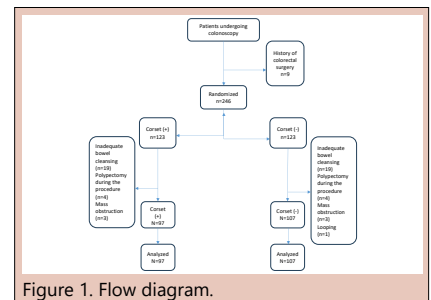 Patients undergoing
colonoscopy
History of
colorectal
surgery
n=9
Randomized
n=246
Corset (+)
n=123
Corset (-)
n=123
Inadequate
bowel
cleansing
(n=19)
Polypectomy
during the
procedure
(n=4)
Mass
obstruction
(n=3)
Inadequate
bowel
cleansing
(n=19)
Polypectomy
during the
procedure
(n=4)
Mass
obstruction
(n=3)
Looping
(n=1)
Corset
(+)
N=97
Corset (-)
N=107
Analyzed
N=97
Analyzed
N=107
Figure 1. Flow diagram.